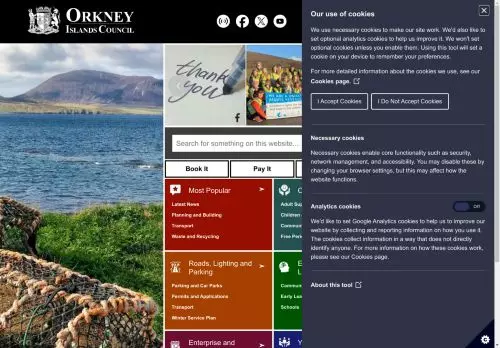 ORKNEY
ISLANDS COUNCIL
thank
you
Search for something on this website...
Book It
Pay It
Most Popular
Latest News
Planning and Building
Transport
Waste and Recycling
Adult Sup
Children
Commun
Free Perio
Roads, Lighting and
Parking
Parking and Car Parks
Permits and Applications
Transport
Winter Service Plan
Commun
Early Lea
Schools
Enterprise and
Our use of cookies
We use necessary cookies to make our site work. We'd also like to
set optional analytics cookies to help us improve it. We won't set
optional cookies unless you enable them. Using this tool will set a
cookie on your device to remember your preferences.
For more detailed information about the cookies we use, see our
Cookies page.
I Accept Cookies
I Do Not Accept Cookies
Necessary cookies
Necessary cookies enable core functionality such as security,
network management, and accessibility. You may disable these by
changing your browser settings, but this may affect how the
website functions.
Analytics cookies
Off
We'd like to set Google Analytics cookies to help us to improve our
website by collecting and reporting information on how you use it.
The cookies collect information in a way that does not directly
identify anyone. For more information on how these cookies work,
please see our Cookies page.
About this tool